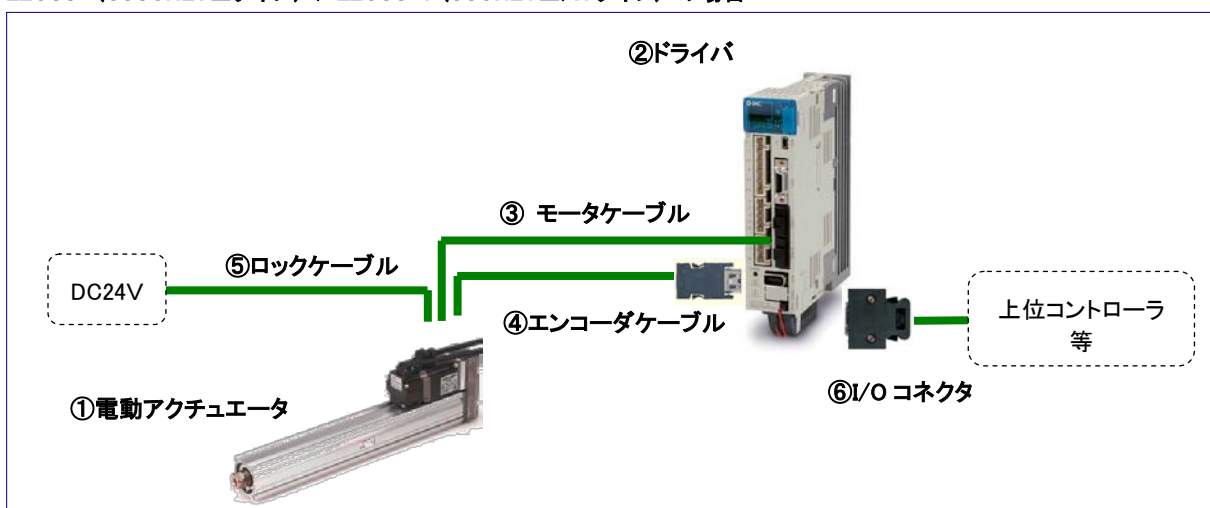 ②ドライバ
③ モータケーブル
⑤ロックケーブル
DC24V
④エンコーダケーブル
上位コントローラ
等
①電動アクチュエータ
⑥I/O コネクタ